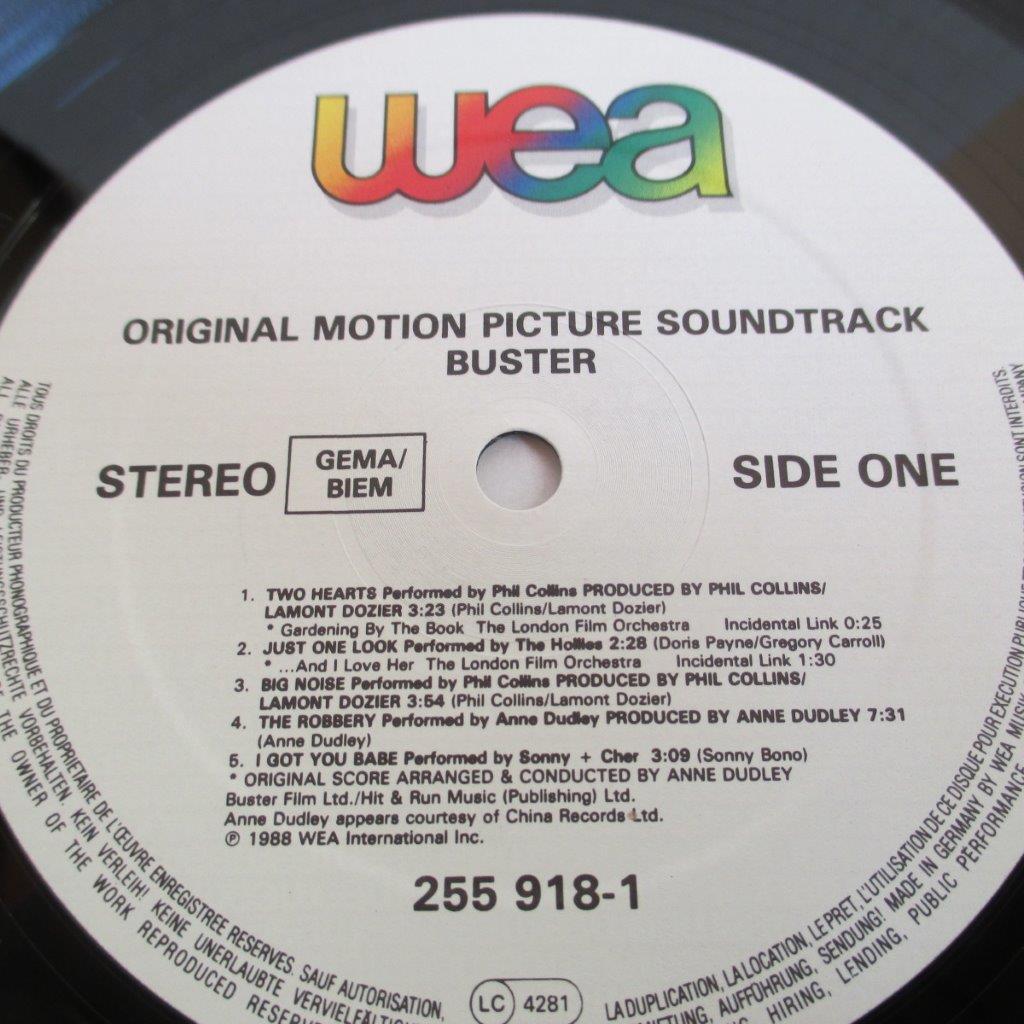 wea
ORIGINAL MOTION PICTURE SOUNDTRACK
BUSTER
STEREO
GEMA/
BIEM
SIDE ONE
1. TWO HEARTS Performed by Phil Collins PRODUCED BY PHIL COLLINS/
LAMONT DOZIER 3:23 (Phil Collins/Lamont Dozier)
* Gardening By The Book The London Film Orchestra Incidental Link 0:25
2. JUST ONE LOOK Performed by The Hollies 2:28 (Doris Payne/Gregory Carroll)
* ...And I Love Her The London Film Orchestra Incidental Link 1:30
3. BIG NOISE Performed by Phil Collins PRODUCED BY PHIL COLLINS/
LAMONT DOZIER 3:54 (Phil Collins/Lamont Dozier)
4. THE ROBBERY Performed by Anne Dudley PRODUCED BY ANNE DUDLEY 7:31
(Anne Dudley)
5. I GOT YOU BABE Performed by Sonny + Cher 3:09 (Sonny Bono)
* ORIGINAL SCORE ARRANGED & CONDUCTED BY ANNE DUDLEY
Buster Film Ltd./Hit & Run Music (Publishing) Ltd.
Anne Dudley appears courtesy of China Records Ltd.
℗ 1988 WEA International Inc.
255 918-1
LC 4281
TOUS DROITS DU PRODUCTEUR PHONOGRAPHIQUE ET DU PROPRIETAIRE DE L'ŒUVRE ENREGISTREE RESERVES. SAUF AUTORISATION, LA DUPLICATION, LA LOCATION, LE PRET, L'UTILISATION DE CE DISQUE POUR EXECUTION PUBLIQUE SONT INTERDITS.
ALLE URHEBER- UND LEISTUNGSSCHUTZRECHTE VORBEHALTEN. KEIN VERLEIH! KEINE UNERLAUBTE VERVIELFÄLTIGUNG, AUFFÜHRUNG, SENDUNG! MADE IN GERMANY BY WEA MUSIK
ALL THE OWNER OF THE WORK REPRODUCED HIRING, LENDING, PUBLIC PERFORMANCE